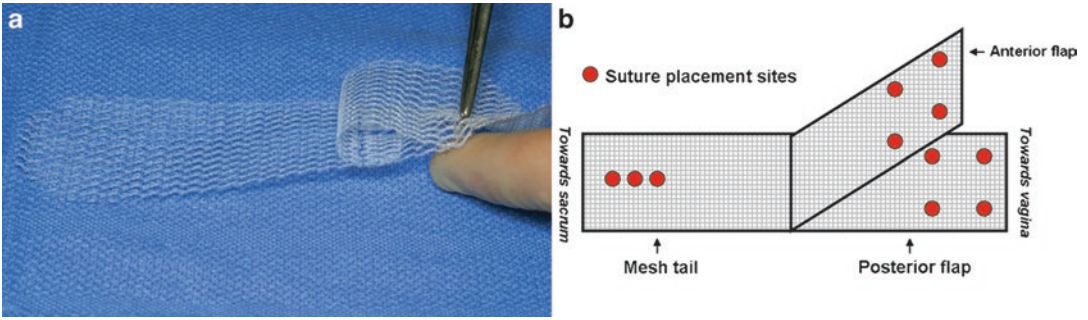 a
b
Anterior flap
Suture placement sites
Towards sacrum
Towards vagina
Mesh tail
Posterior flap